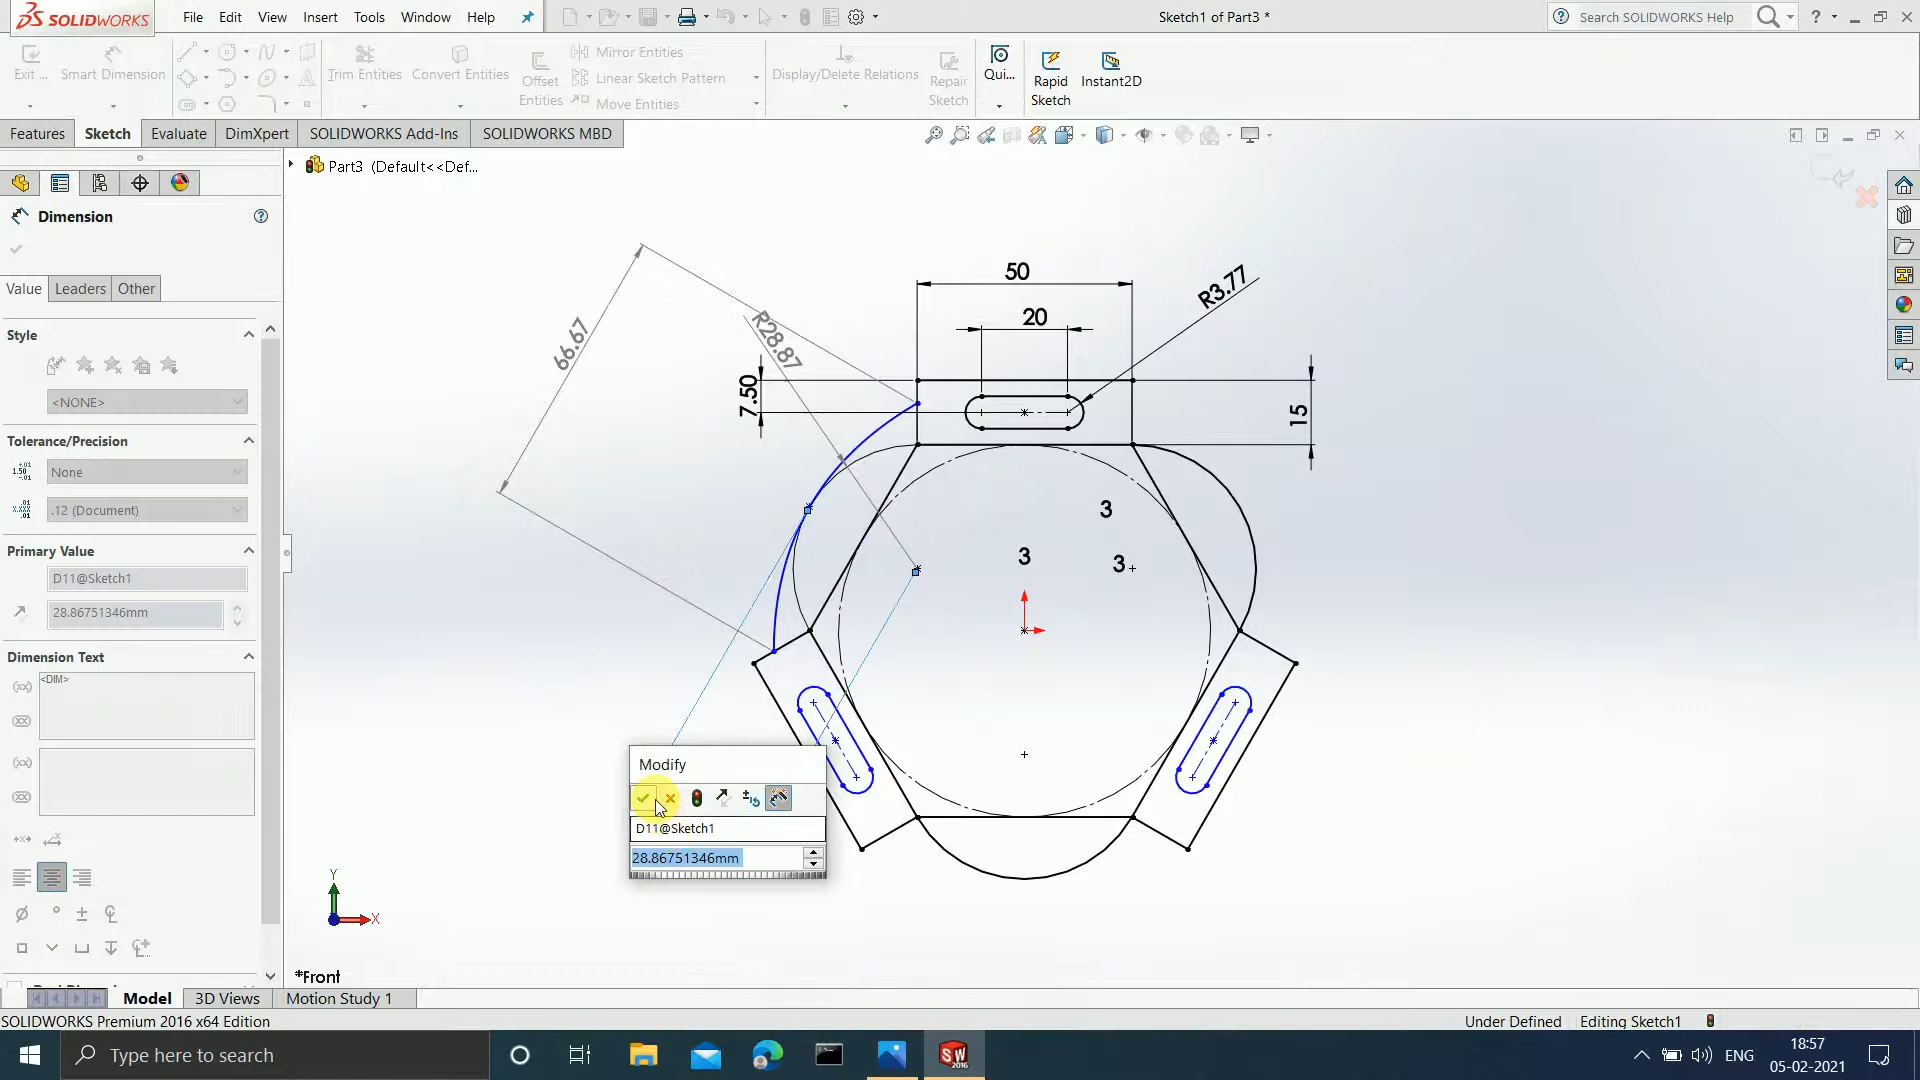 SOLIDWORKS
File Edit View Insert Tools Window Help
Sketch1 of Part3 *
Search SOLIDWORKS Help
Exit ...
Smart Dimension
Trim Entities
Convert Entities
Offset Entities
Mirror Entities
Linear Sketch Pattern
Move Entities
Display/Delete Relations
Repair Sketch
Qui...
Rapid Sketch
Instant2D
Features Sketch Evaluate DimXpert SOLIDWORKS Add-Ins SOLIDWORKS MBD
Part3 (Default<<Def...
Dimension
Value Leaders Other
Style
<NONE>
Tolerance/Precision
None
.12 (Document)
Primary Value
D11@Sketch1
28.86751346mm
Dimension Text
<DIM>
50
20
R3.77
66.67
R28.87
7.50
15
3
3
3
Modify
D11@Sketch1
28.86751346mm
Y
X
*Front
Model 3D Views Motion Study 1
SOLIDWORKS Premium 2016 x64 Edition
Under Defined Editing Sketch1
Type here to search
SW
2016
ENG
18:57
05-02-2021